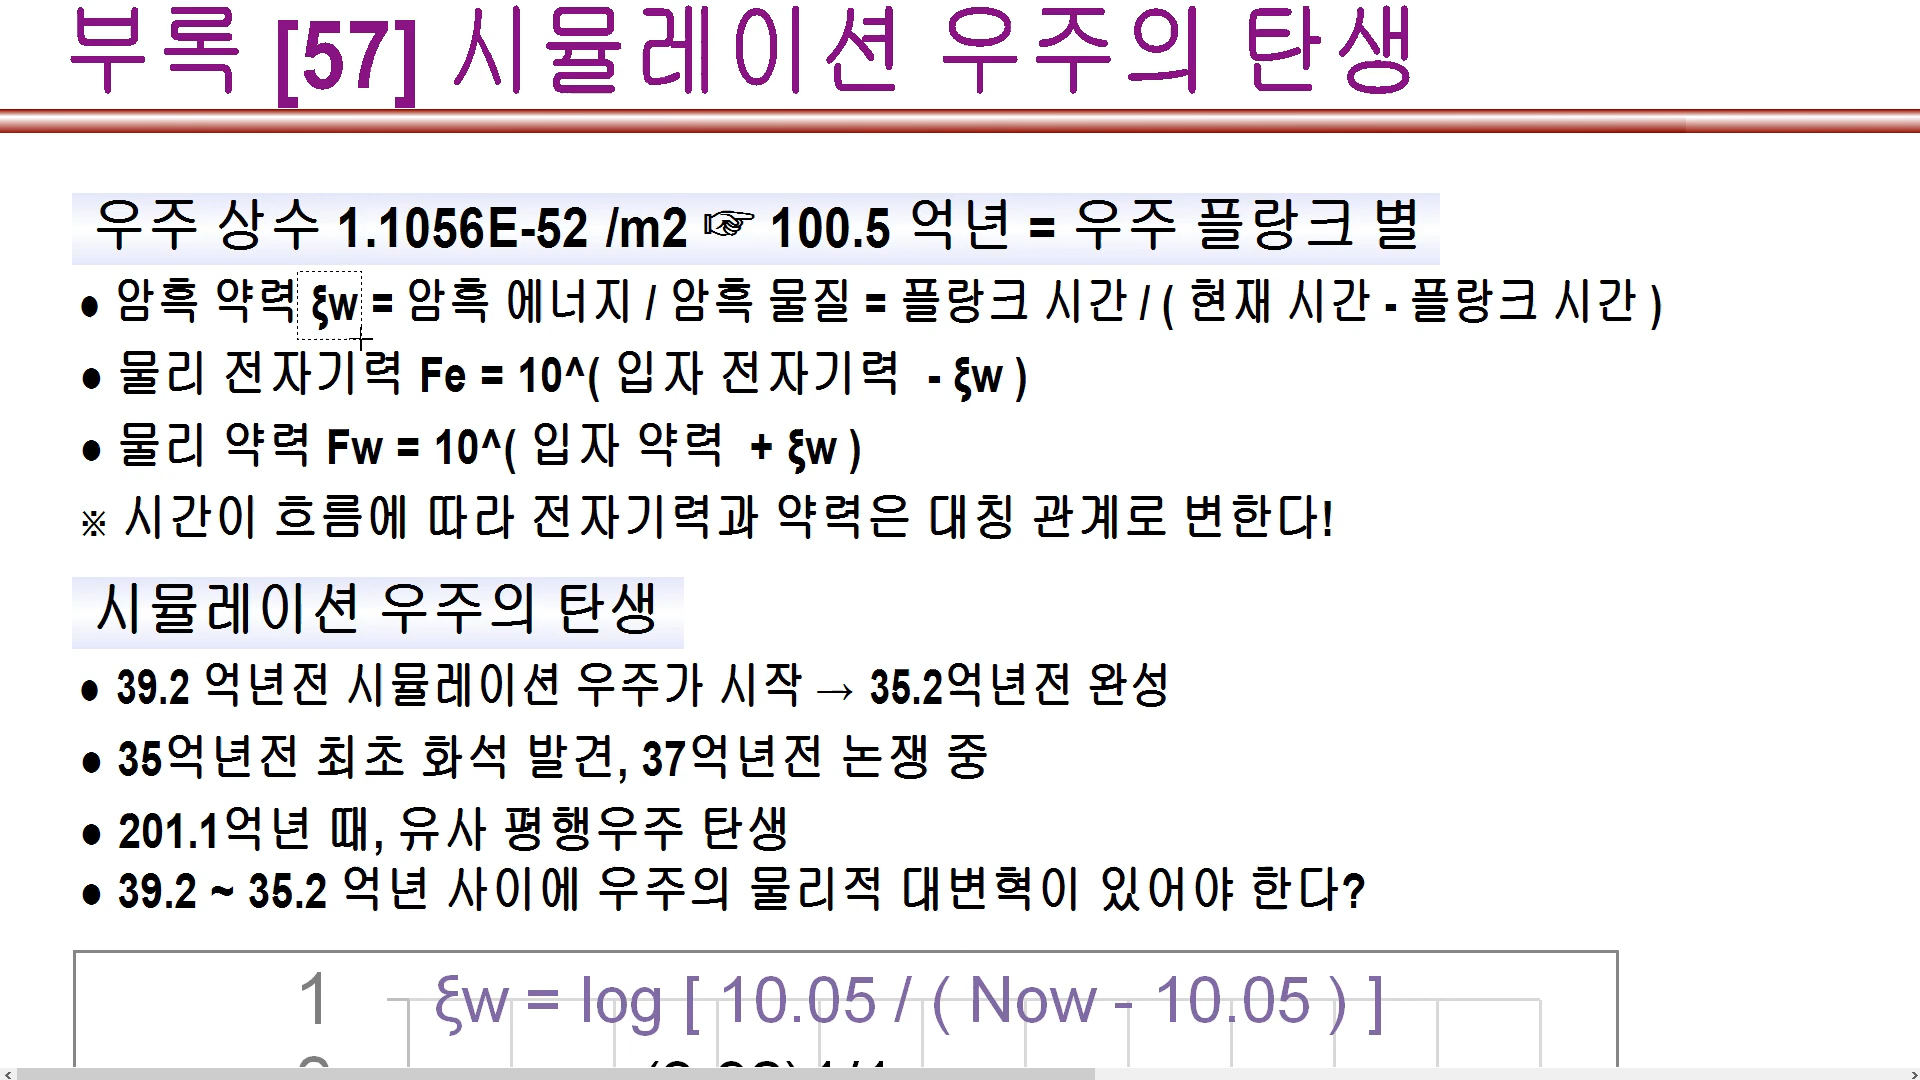 부록 [57] 시뮬레이션 우주의 탄생
우주 상수 1.1056E-52 /m2 ☞ 100.5 억년 = 우주 플랑크 별
● 암흑 약력 ξw = 암흑 에너지 / 암흑 물질 = 플랑크 시간 / ( 현재 시간 - 플랑크 시간 )
● 물리 전자기력 Fe = 10^( 입자 전자기력 - ξw )
● 물리 약력 Fw = 10^( 입자 약력 + ξw )
※ 시간이 흐름에 따라 전자기력과 약력은 대칭 관계로 변한다!
시뮬레이션 우주의 탄생
● 39.2 억년전 시뮬레이션 우주가 시작 → 35.2억년전 완성
● 35억년전 최초 화석 발견, 37억년전 논쟁 중
● 201.1억년 때, 유사 평행우주 탄생
● 39.2 ~ 35.2 억년 사이에 우주의 물리적 대변혁이 있어야 한다?
1 ξw = log [ 10.05 / ( Now - 10.05 ) ]